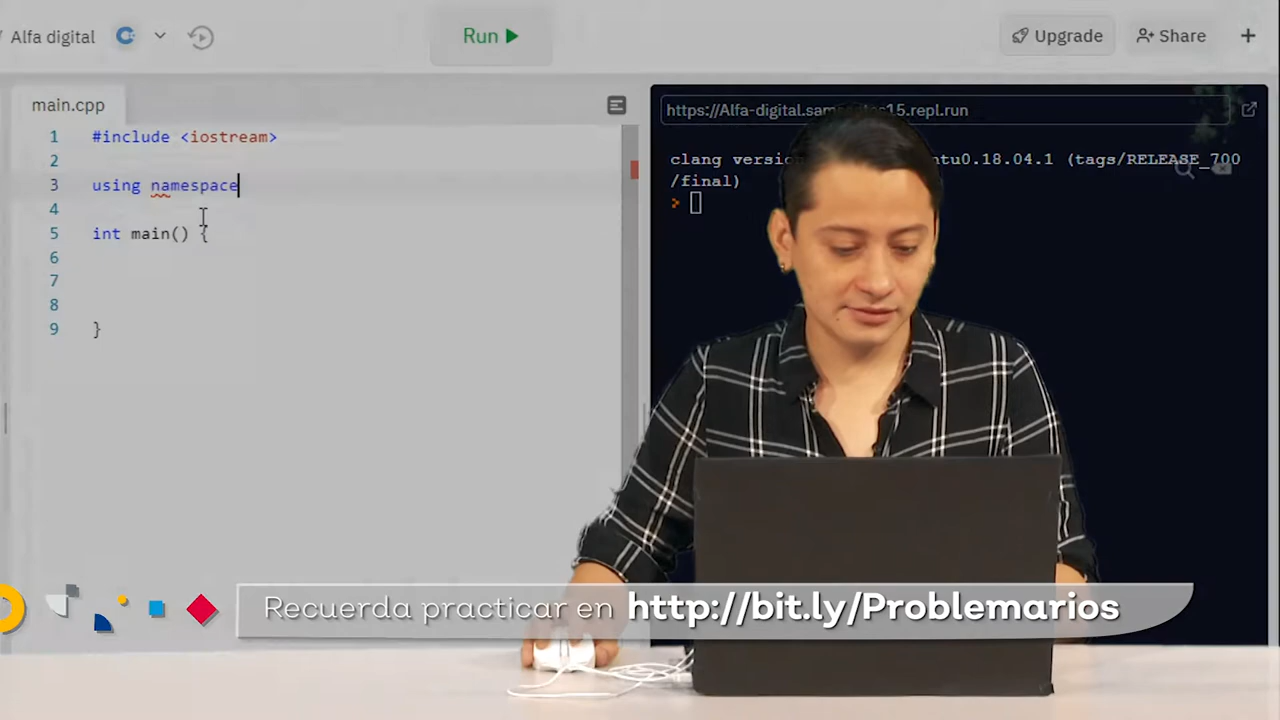 Alfa digital
Run
Upgrade
Share
+
main.cpp
1 #include <iostream>
2
3 using namespace
4
5 int main() {
6
7
8
9 }
https://Alfa-digital.sam
15.repl.run
clang
ntu0.18.04.1 (tags/RELEASE_700
/final)
>
Recuerda practicar en http://bit.ly/Problemarios